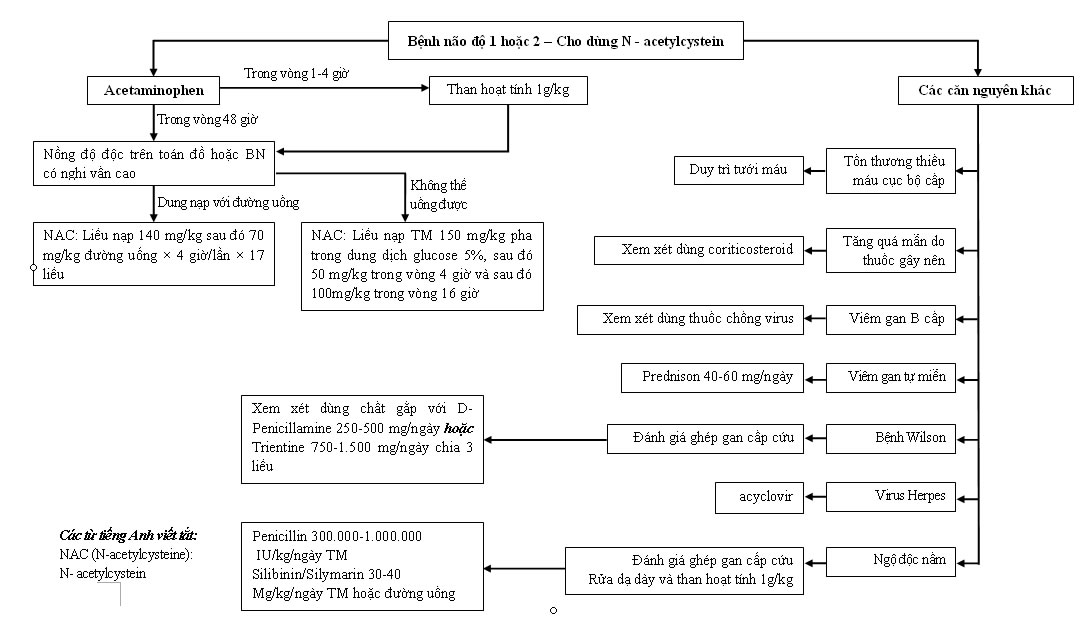 Bệnh não độ 1 hoặc 2 – Cho dùng N - acetylcystein
Acetaminophen
Trong vòng 1-4 giờ
Than hoạt tính 1g/kg
Các căn nguyên khác
Trong vòng 48 giờ
Nồng độ độc trên toán đồ hoặc BN
có nghi vấn cao
Dung nạp với đường uống
Không thể
uống được
NAC: Liều nạp 140 mg/kg sau đó 70
mg/kg đường uống × 4 giờ/lần × 17
liều
NAC: Liều nạp TM 150 mg/kg pha
trong dung dịch glucose 5%, sau đó
50 mg/kg trong vòng 4 giờ và sau đó
100mg/kg trong vòng 16 giờ
Duy trì tưới máu
Tổn thương thiếu
máu cục bộ cấp
Xem xét dùng coriticosteroid
Tăng quá mẫn do
thuốc gây nên
Xem xét dùng thuốc chống virus
Viêm gan B cấp
Prednison 40-60 mg/ngày
Viêm gan tự miễn
Xem xét dùng chất gắp với D-
Penicillamine 250-500 mg/ngày hoặc
Trientine 750-1.500 mg/ngày chia 3
liều
Đánh giá ghép gan cấp cứu
Bệnh Wilson
acyclovir
Virus Herpes
Các từ tiếng Anh viết tắt:
NAC (N-acetylcysteine):
N- acetylcystein
Penicillin 300.000-1.000.000
IU/kg/ngày TM
Silibinin/Silymarin 30-40
Mg/kg/ngày TM hoặc đường uống
Đánh giá ghép gan cấp cứu
Rửa dạ dày và than hoạt tính 1g/kg
Ngộ độc nấm